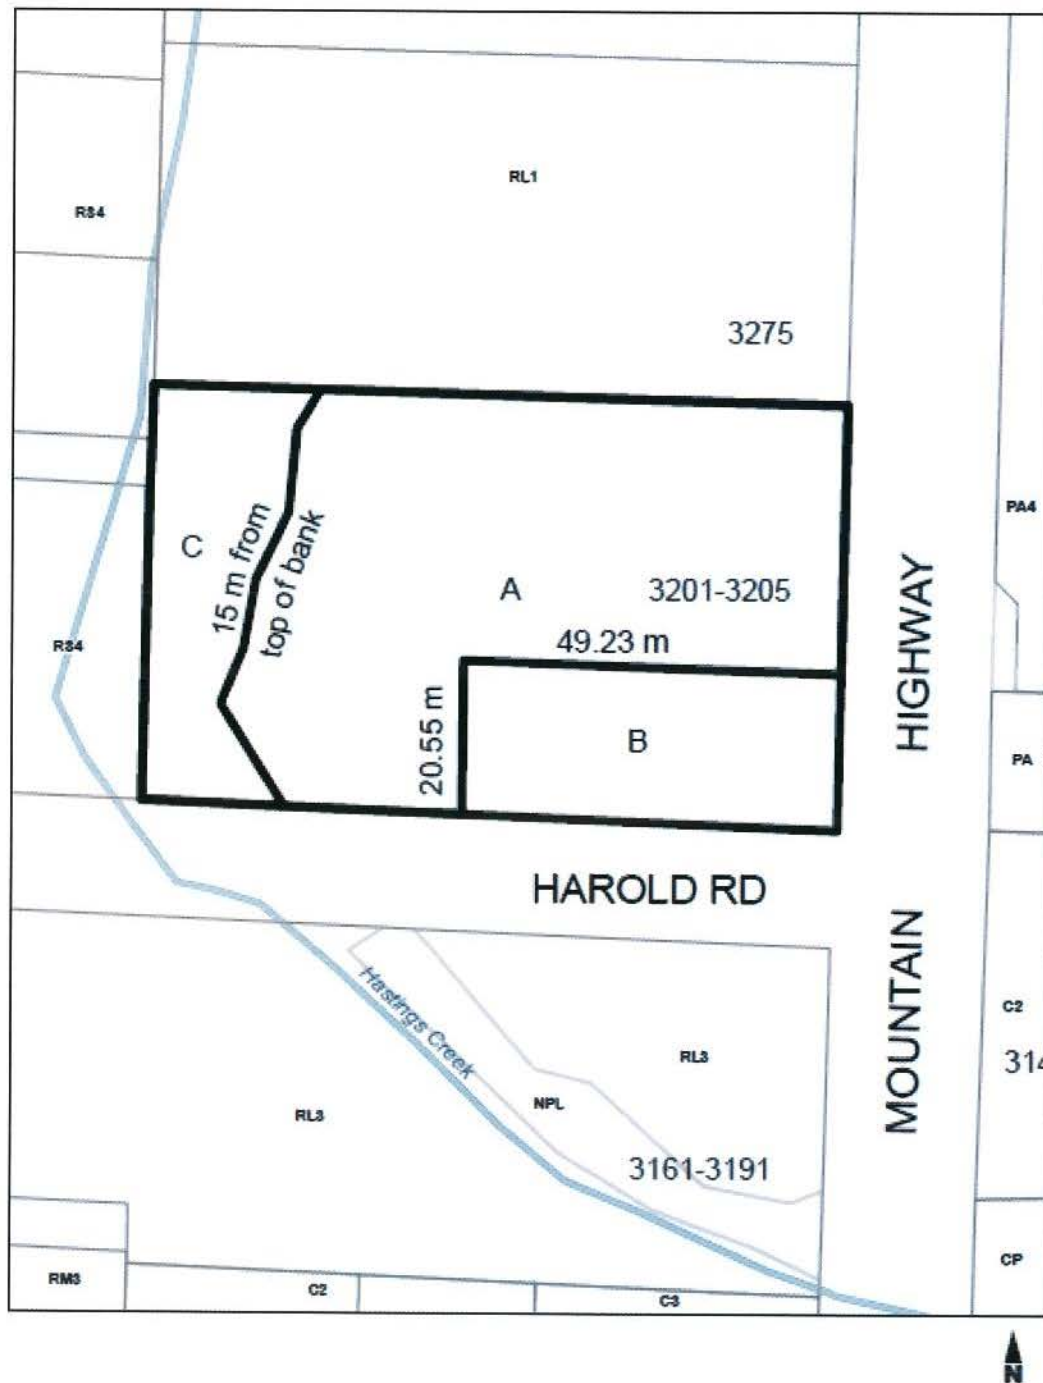 RL1
RS4
3275
PA4
C
15 m from
top of bank
A
3201-3205
49.23 m
RS4
20.55 m
B
HIGHWAY
PA
HAROLD RD
MOUNTAIN
Hastings Creek
C2
314
RL3
NPL
RL3
3161-3191
CP
RM3
C2
C3
N